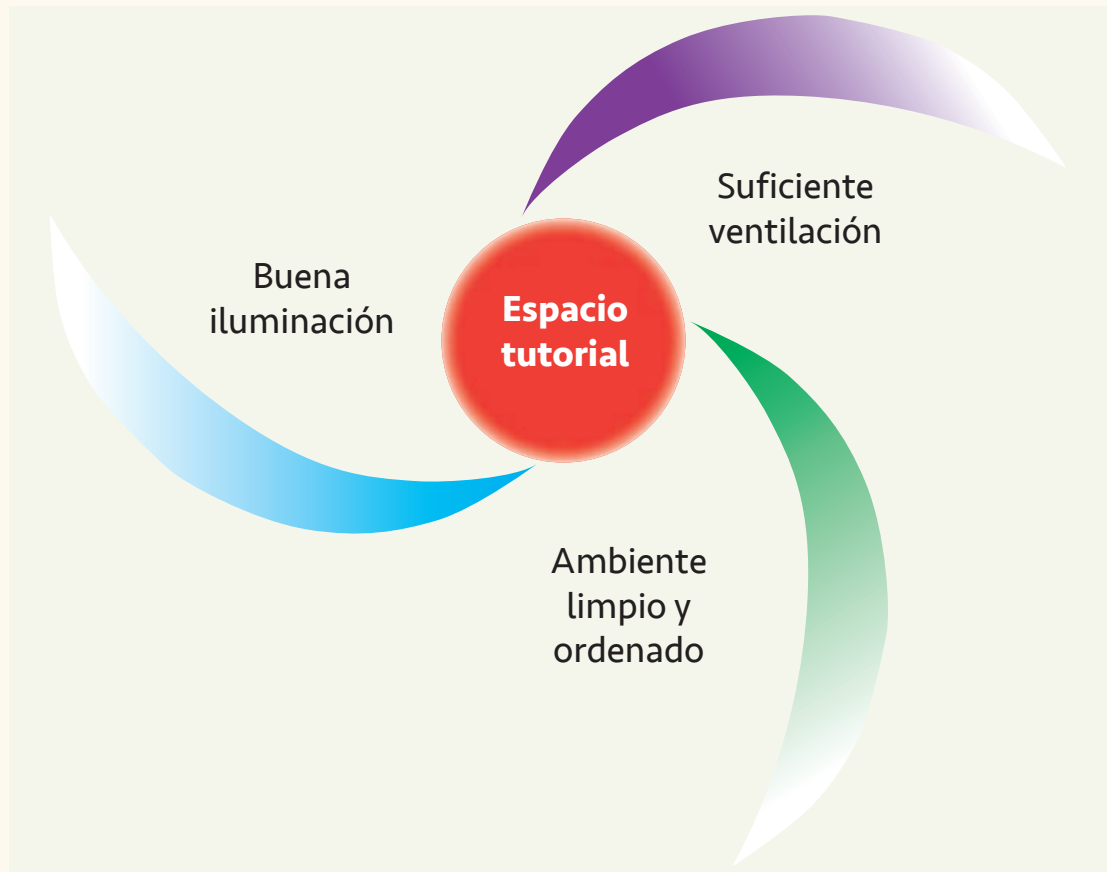 Suficiente
ventilación
Buena
iluminación
Espacio
tutorial
Ambiente
limpio y
ordenado